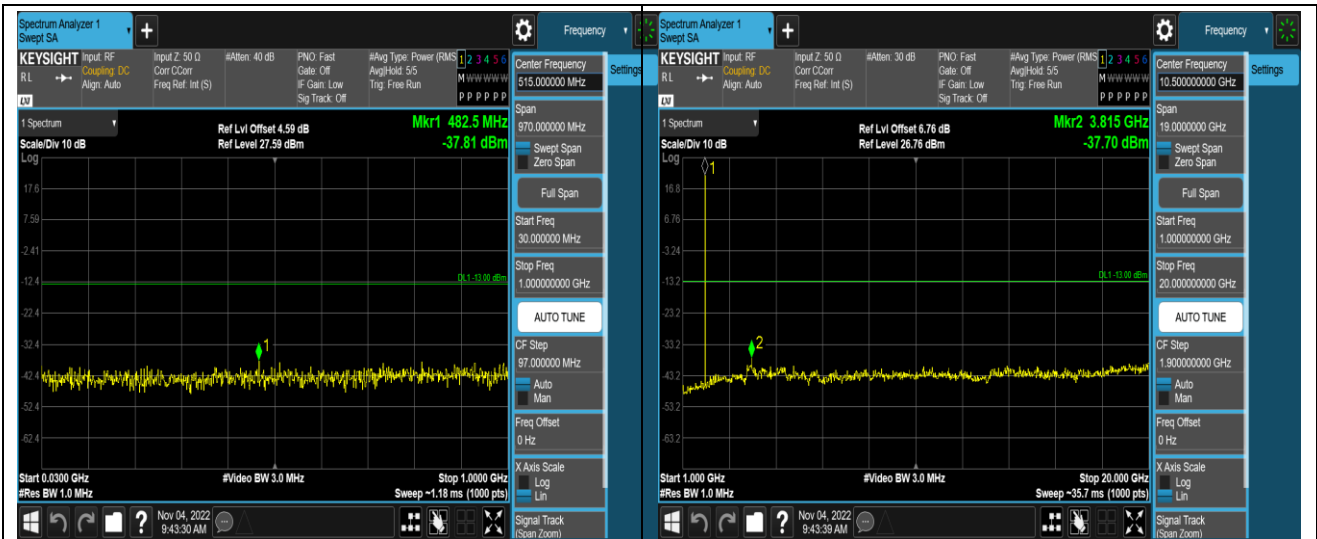 Spectrum Analyzer 1
Swept SA
Frequency
KEYSIGHT
Input: RF
Coupling: DC
Align: Auto
Input Z: 50 Ω
Corr CCorr
Freq Ref: Int (S)
#Atten: 40 dB
PNO: Fast
Gate: Off
IF Gain: Low
Sig Track: Off
#Avg Type: Power (RMS
Avg|Hold: 5/5
Trig: Free Run
1 2 3 4 5 6
M W W W W W
P P P P P P
R L
LXI
Center Frequency
515.000000 MHz
Settings
Span
970.000000 MHz
Swept Span
Zero Span
Full Span
Start Freq
30.000000 MHz
Stop Freq
1.000000000 GHz
AUTO TUNE
CF Step
97.000000 MHz
Auto
Man
Freq Offset
0 Hz
X Axis Scale
Log
Lin
Signal Track
(Span Zoom)
1 Spectrum
Scale/Div 10 dB
Log
Ref Lvl Offset 4.59 dB
Ref Level 27.59 dBm
Mkr1 482.5 MHz
-37.81 dBm
17.6
7.59
-2.41
DL1 -13.00 dBm
-12.4
-22.4
-32.4
1
-42.4
-52.4
-62.4
Start 0.0300 GHz
#Res BW 1.0 MHz
#Video BW 3.0 MHz
Stop 1.0000 GHz
Sweep ~1.18 ms (1000 pts)
?
Nov 04, 2022
9:43:30 AM
Spectrum Analyzer 1
Swept SA
Frequency
KEYSIGHT
Input: RF
Coupling: DC
Align: Auto
Input Z: 50 Ω
Corr CCorr
Freq Ref: Int (S)
#Atten: 30 dB
PNO: Fast
Gate: Off
IF Gain: Low
Sig Track: Off
#Avg Type: Power (RMS
Avg|Hold: 5/5
Trig: Free Run
1 2 3 4 5 6
M W W W W W
P P P P P P
R L
LXI
Center Frequency
10.500000000 GHz
Settings
Span
19.0000000 GHz
Swept Span
Zero Span
Full Span
Start Freq
1.000000000 GHz
Stop Freq
20.000000000 GHz
AUTO TUNE
CF Step
1.900000000 GHz
Auto
Man
Freq Offset
0 Hz
X Axis Scale
Log
Lin
Signal Track
(Span Zoom)
1 Spectrum
Scale/Div 10 dB
Log
Ref Lvl Offset 6.76 dB
Ref Level 26.76 dBm
Mkr2 3.815 GHz
-37.70 dBm
1
16.8
6.76
-3.24
DL1 -13.00 dBm
-13.2
-23.2
-33.2
2
-43.2
-53.2
-63.2
Start 1.000 GHz
#Res BW 1.0 MHz
#Video BW 3.0 MHz
Stop 20.000 GHz
Sweep ~35.7 ms (1000 pts)
?
Nov 04, 2022
9:43:39 AM